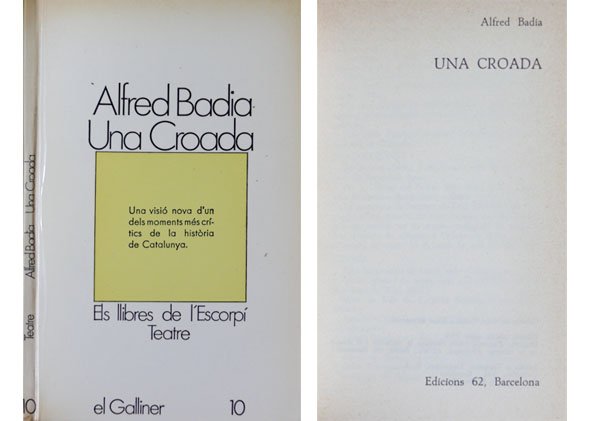 Alfred Badia
Una Croada
Una visió nova d'un
dels moments més crí-
tics de la història
de Catalunya.
Els llibres de l'Escorpí
Teatre
el Galliner 10
10 Teatre Alfred Badia Una Croada
Alfred Badia
UNA CROADA
Edicions 62, Barcelona